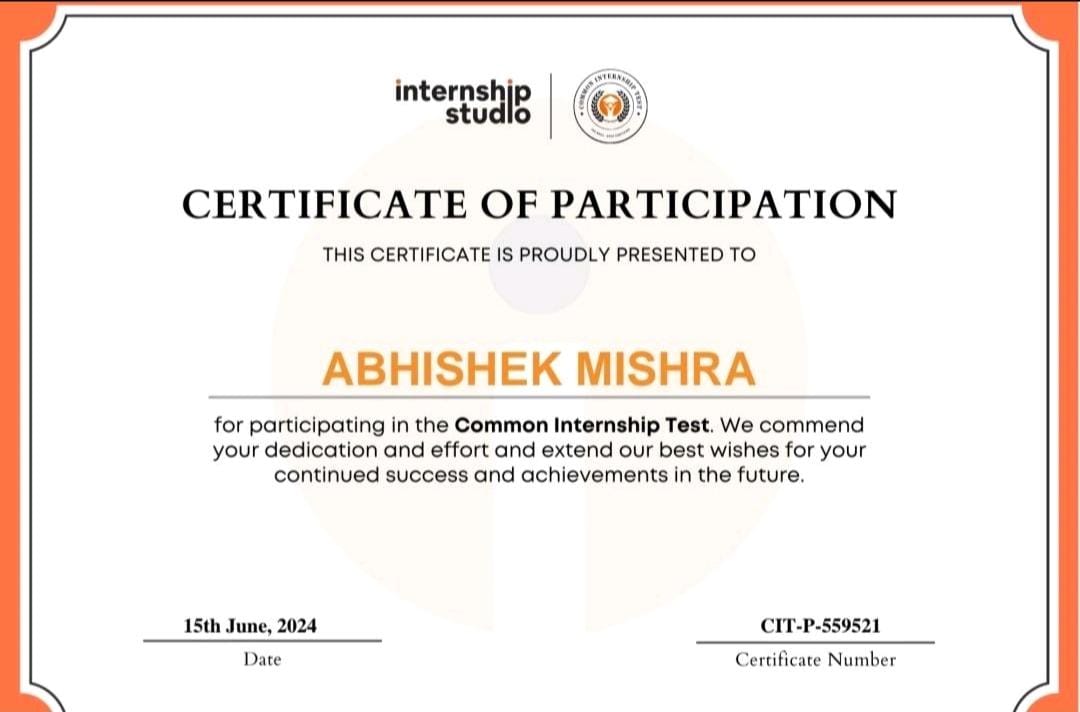 internship
studio
COMMON INTERNSHIP TEST
CERTIFICATE OF PARTICIPATION
THIS CERTIFICATE IS PROUDLY PRESENTED TO
ABHISHEK MISHRA
for participating in the Common Internship Test. We commend
your dedication and effort and extend our best wishes for your
continued success and achievements in the future.
15th June, 2024
Date
CIT-P-559521
Certificate Number